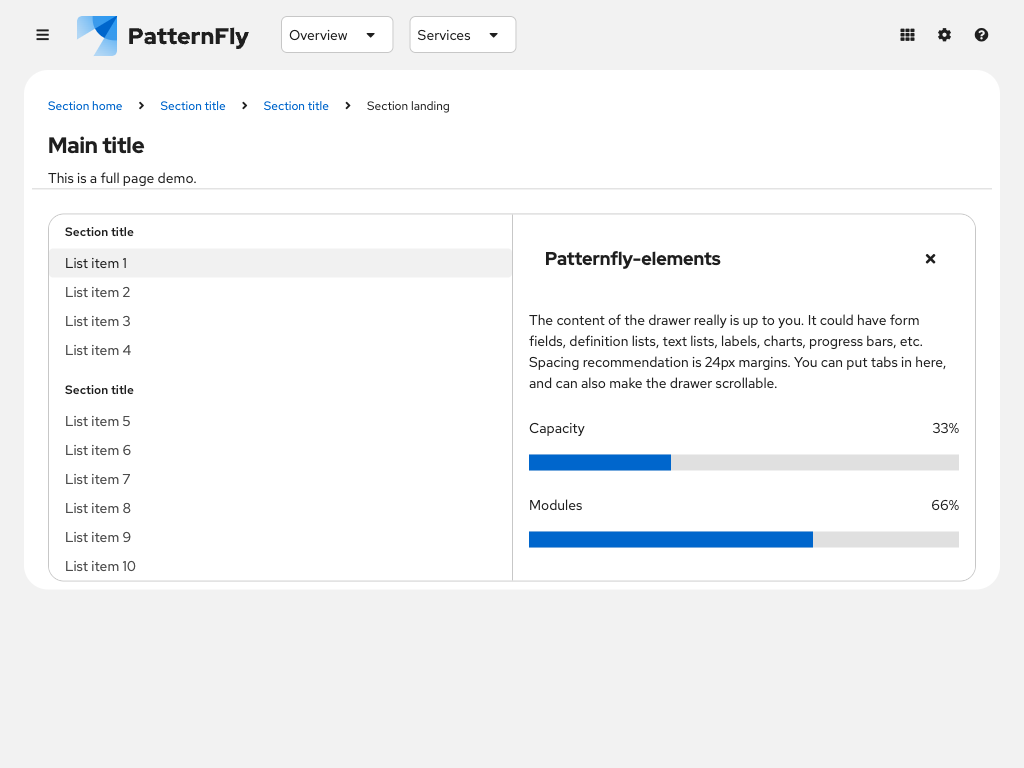 PatternFly
Overview
Services
Section home
Section title
Section title
Section landing
Main title
This is a full page demo.
Section title
List item 1
List item 2
List item 3
List item 4
Section title
List item 5
List item 6
List item 7
List item 8
List item 9
List item 10
Patternfly-elements
The content of the drawer really is up to you. It could have form
fields, definition lists, text lists, labels, charts, progress bars, etc.
Spacing recommendation is 24px margins. You can put tabs in here,
and can also make the drawer scrollable.
Capacity 33%
Modules 66%